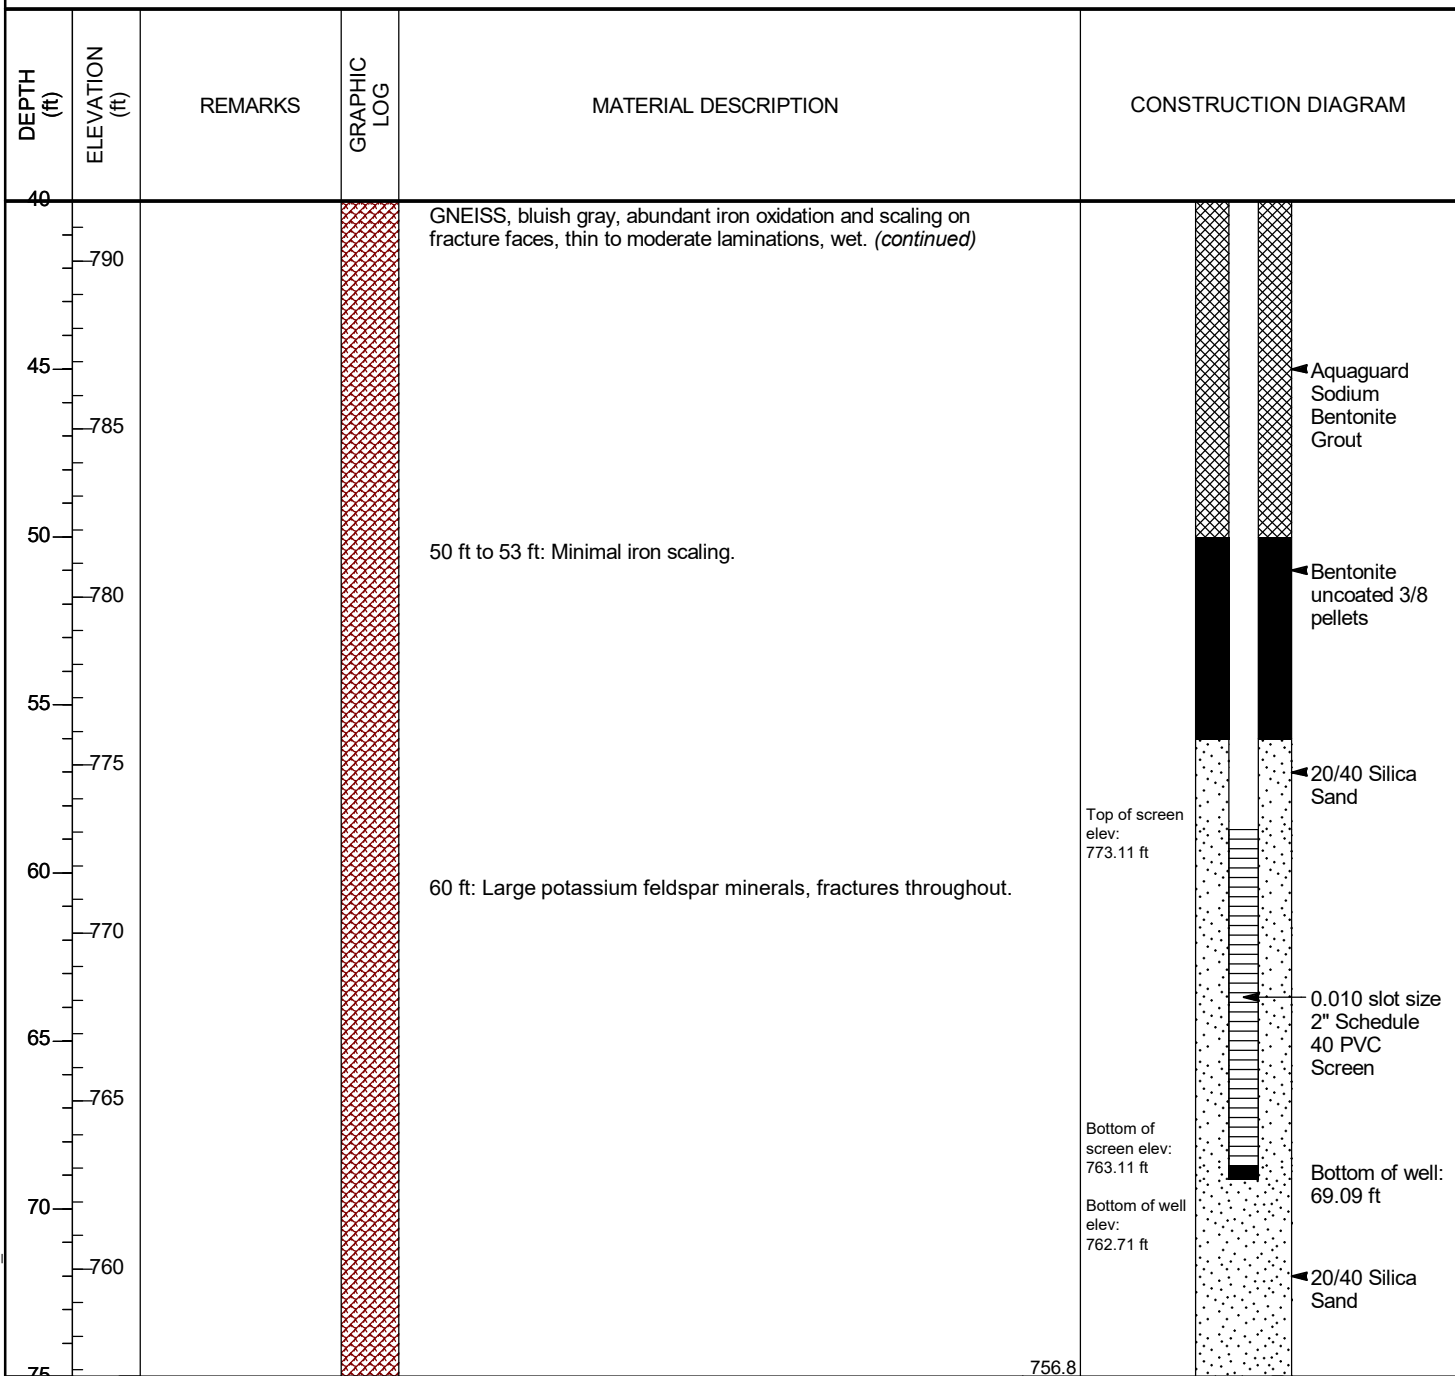 DEPTH
(ft)
ELEVATION
(ft)
REMARKS
GRAPHIC
LOG
MATERIAL DESCRIPTION
CONSTRUCTION DIAGRAM
40
GNEISS, bluish gray, abundant iron oxidation and scaling on
fracture faces, thin to moderate laminations, wet. (continued)
790
45
Aquaguard
Sodium
Bentonite
Grout
785
50
50 ft to 53 ft: Minimal iron scaling.
Bentonite
uncoated 3/8
pellets
780
55
775
20/40 Silica
Sand
Top of screen
elev:
773.11 ft
60
60 ft: Large potassium feldspar minerals, fractures throughout.
770
0.010 slot size
2" Schedule
40 PVC
Screen
65
765
Bottom of
screen elev:
763.11 ft
Bottom of well:
69.09 ft
70
Bottom of well
elev:
762.71 ft
760
20/40 Silica
Sand
75
756.8